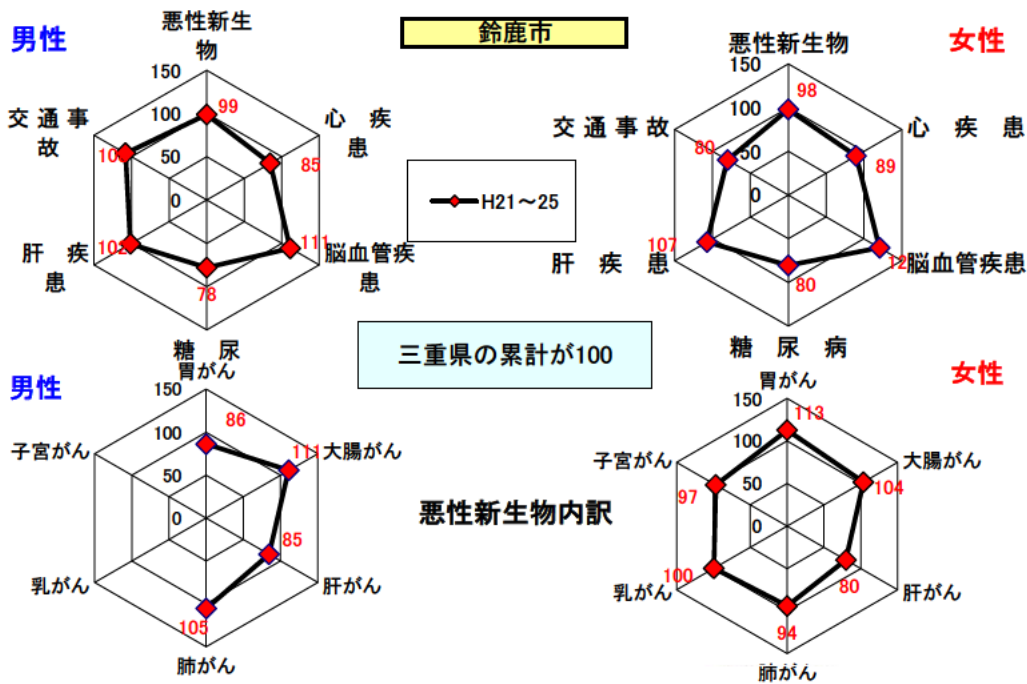 鈴鹿市
男性
悪性新生
物
150
100
50
0
99
心 疾
患
85
脳血管疾
患
111
糖 尿
78
肝 疾
患
102
交 通 事
故
H21～25
女性
悪性新生物
150
100
50
0
98
心 疾 患
89
脳血管疾患
糖 尿 病
80
肝 疾 患
107
交 通 事 故
80
三重県の累計が100
男性
胃がん
150
100
50
0
86
大腸がん
111
肝がん
85
肺がん
105
乳がん
子宮がん
悪性新生物内訳
女性
胃がん
150
100
50
0
113
大腸がん
104
肝がん
80
肺がん
94
乳がん
100
子宮がん
97